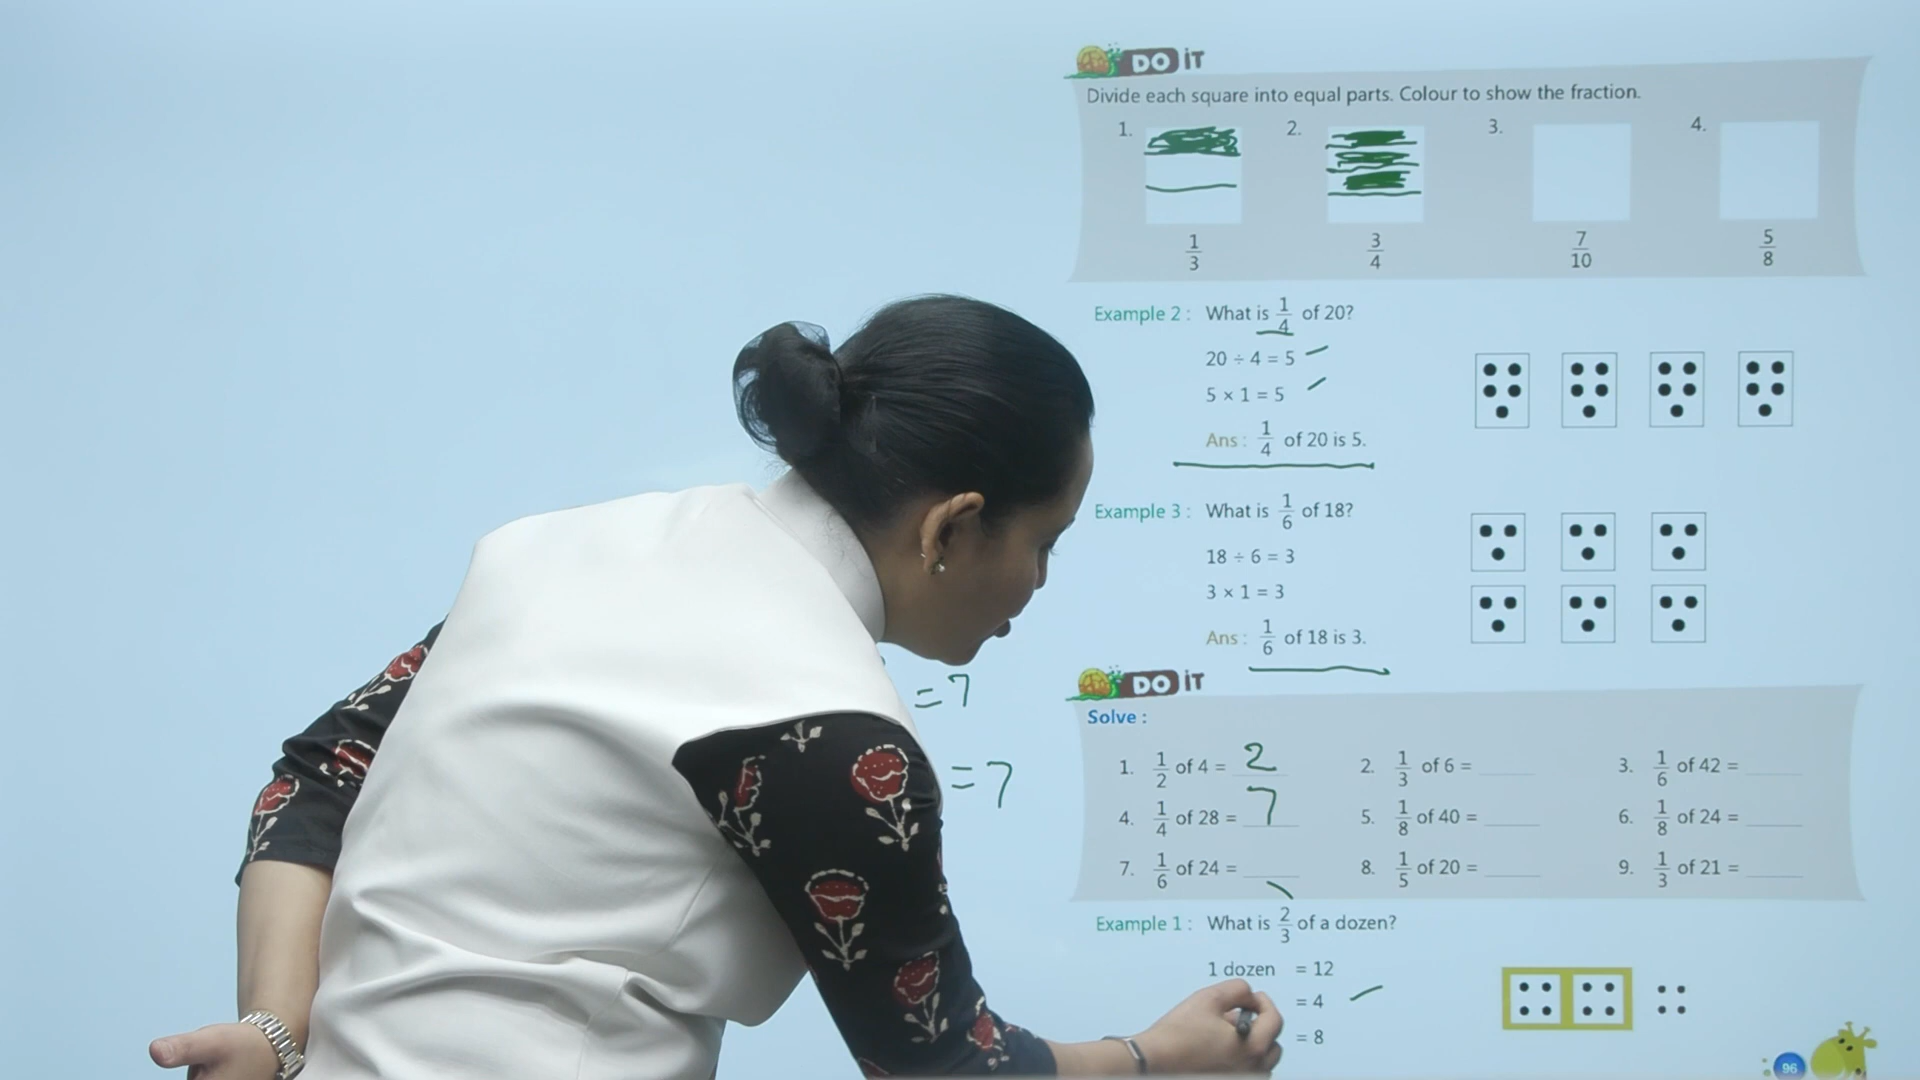 DO iT
Divide each square into equal parts. Colour to show the fraction.
1. 2. 3. 4.
1/3 3/4 7/10 5/8
Example 2 : What is 1/4 of 20?
20 ÷ 4 = 5
5 × 1 = 5
Ans : 1/4 of 20 is 5.
Example 3 : What is 1/6 of 18?
18 ÷ 6 = 3
3 × 1 = 3
Ans : 1/6 of 18 is 3.
= 7
= 7
DO iT
Solve :
1. 1/2 of 4 = 2 2. 1/3 of 6 = ____ 3. 1/6 of 42 = ____
4. 1/4 of 28 = 7 5. 1/8 of 40 = ____ 6. 1/8 of 24 = ____
7. 1/6 of 24 = ____ 8. 1/5 of 20 = ____ 9. 1/3 of 21 = ____
Example 1 : What is 2/3 of a dozen?
1 dozen = 12
= 4
= 8
96